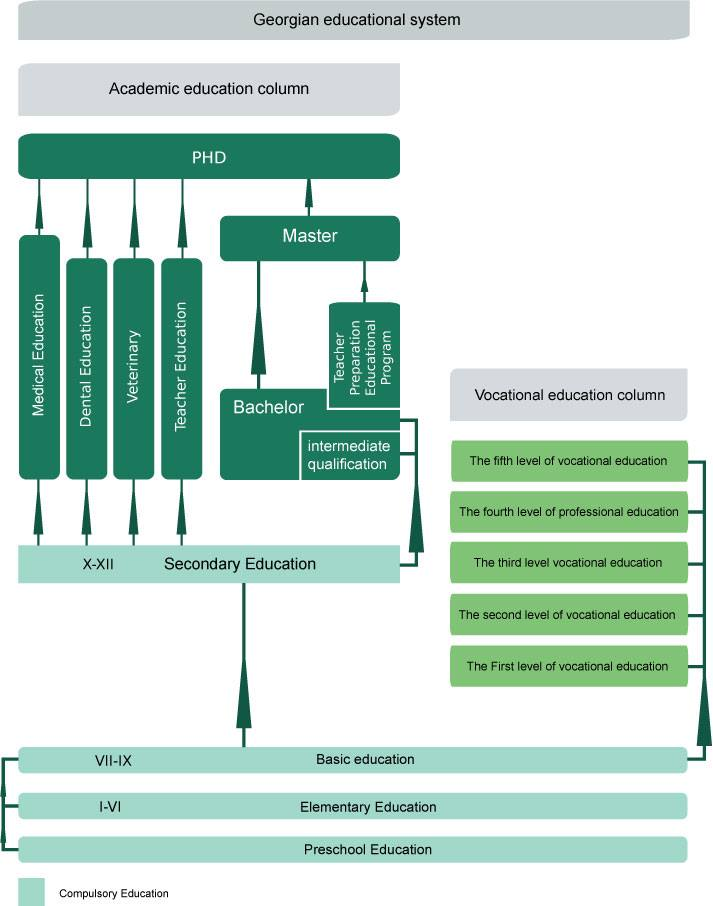 Georgian educational system
Academic education column
PHD
Master
Medical Education
Dental Education
Veterinary
Teacher Education
Teacher
Preparation
Educational
Program
Bachelor
intermediate
qualification
X-XII Secondary Education
Vocational education column
The fifth level of vocational education
The fourth level of professional education
The third level vocational education
The second level of vocational education
The First level of vocational education
VII-IX Basic education
I-VI Elementary Education
Preschool Education
Compulsory Education